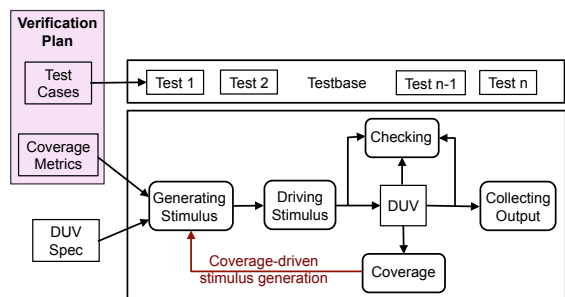 Verification
Plan
Test
Cases
Test 1
Test 2
Testbase
Test n-1
Test n
Coverage
Metrics
Checking
Generating
Stimulus
Driving
Stimulus
DUV
Collecting
Output
DUV
Spec
Coverage-driven
stimulus generation
Coverage